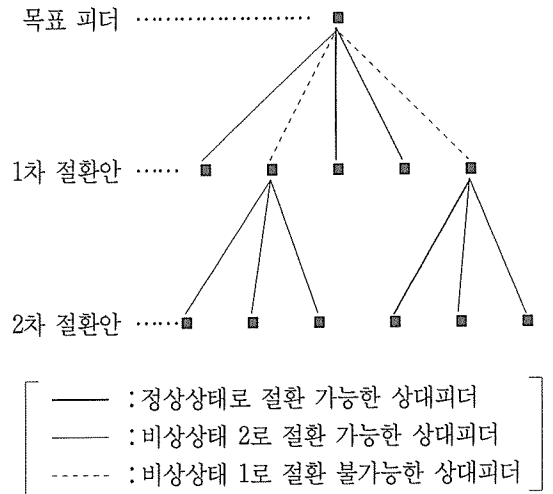 목표 피더
1차 절환안
2차 절환안
: 정상상태로 절환 가능한 상대피더
: 비상상태 2로 절환 가능한 상대피더
: 비상상태 1로 절환 불가능한 상대피더